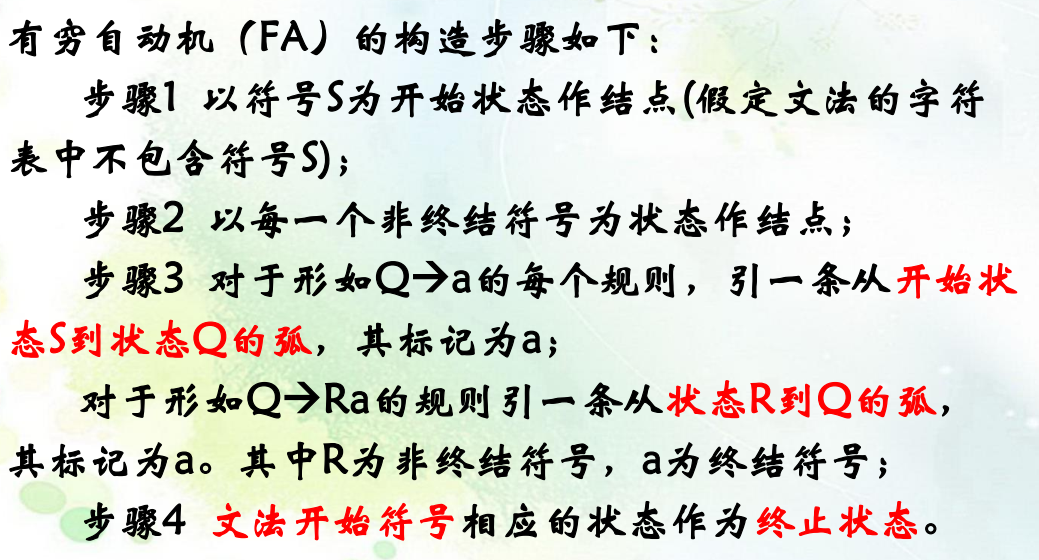 有穷自动机（FA）的构造步骤如下：
步骤1 以符号S为开始状态作结点(假定文法的字符
表中不包含符号S)；
步骤2 以每一个非终结符号为状态作结点；
步骤3 对于形如Q→a的每个规则，引一条从开始状
态S到状态Q的弧，其标记为a；
对于形如Q→Ra的规则引一条从状态R到Q的弧，
其标记为a。其中R为非终结符号，a为终结符号；
步骤4 文法开始符号相应的状态作为终止状态。